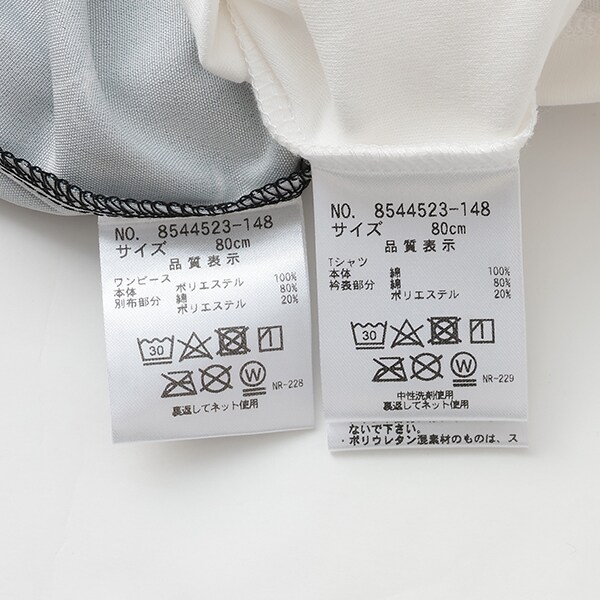 NO. 8544523-148
サイズ 80cm
品質表示
ワンピース
本体 ポリエステル 100%
別布部分 綿 80%
ポリエステル 20%
30
W
NR-228
裏返してネット使用
NO. 8544523-148
サイズ 80cm
品質表示
Tシャツ
本体 綿 100%
衿表部分 綿 80%
ポリエステル 20%
30
W
NR-229
中性洗剤使用
裏返してネット使用
ないで下さい。
・ポリウレタン混素材のものは、ス